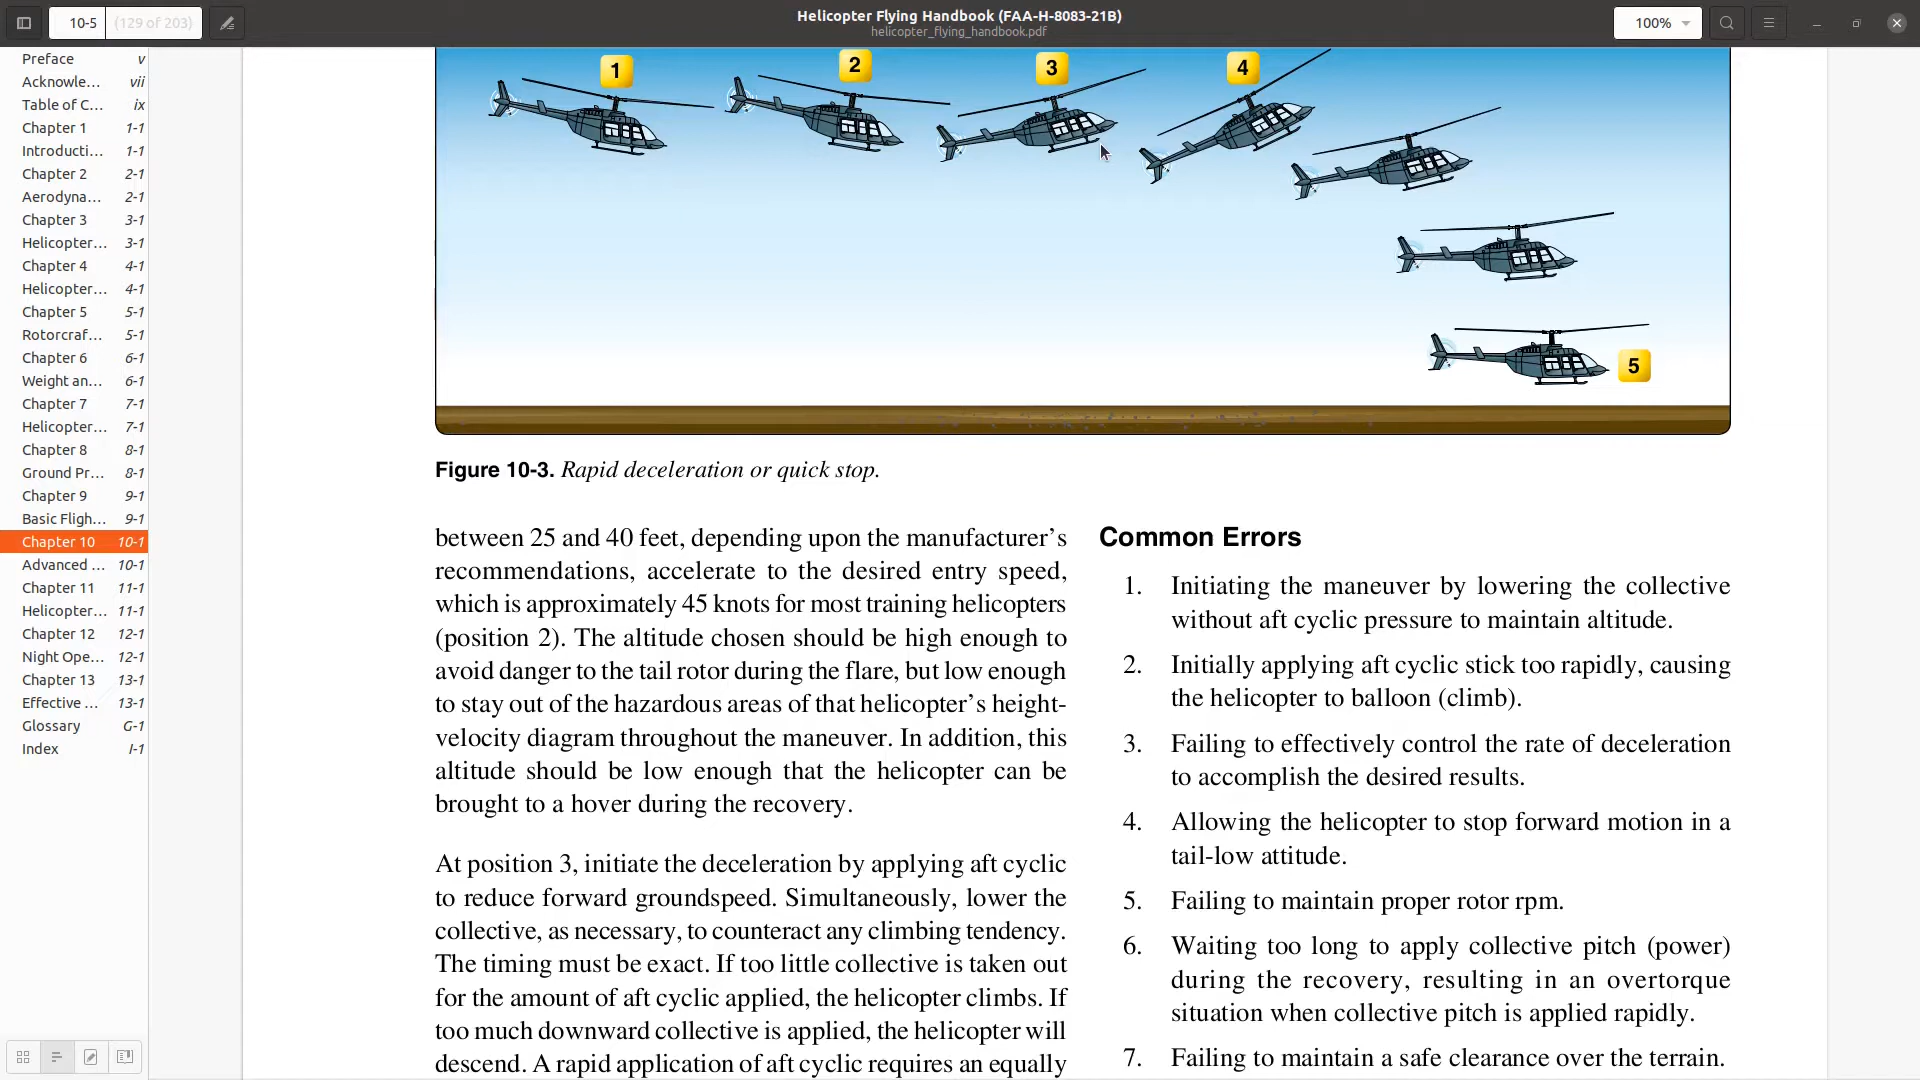 10-5
(129 of 203)
Helicopter Flying Handbook (FAA-H-8083-21B)
helicopter_flying_handbook.pdf
100%
Preface v
Acknowle... vii
Table of C... ix
Chapter 1 1-1
Introducti... 1-1
Chapter 2 2-1
Aerodyna... 2-1
Chapter 3 3-1
Helicopter... 3-1
Chapter 4 4-1
Helicopter... 4-1
Chapter 5 5-1
Rotorcraf... 5-1
Chapter 6 6-1
Weight an... 6-1
Chapter 7 7-1
Helicopter... 7-1
Chapter 8 8-1
Ground Pr... 8-1
Chapter 9 9-1
Basic Fligh... 9-1
Chapter 10 10-1
Advanced ... 10-1
Chapter 11 11-1
Helicopter... 11-1
Chapter 12 12-1
Night Ope... 12-1
Chapter 13 13-1
Effective ... 13-1
Glossary G-1
Index I-1
1
2
3
4
5
Figure 10-3. Rapid deceleration or quick stop.
between 25 and 40 feet, depending upon the manufacturer's
recommendations, accelerate to the desired entry speed,
which is approximately 45 knots for most training helicopters
(position 2). The altitude chosen should be high enough to
avoid danger to the tail rotor during the flare, but low enough
to stay out of the hazardous areas of that helicopter's height-
velocity diagram throughout the maneuver. In addition, this
altitude should be low enough that the helicopter can be
brought to a hover during the recovery.
At position 3, initiate the deceleration by applying aft cyclic
to reduce forward groundspeed. Simultaneously, lower the
collective, as necessary, to counteract any climbing tendency.
The timing must be exact. If too little collective is taken out
for the amount of aft cyclic applied, the helicopter climbs. If
too much downward collective is applied, the helicopter will
descend. A rapid application of aft cyclic requires an equally
Common Errors
1. Initiating the maneuver by lowering the collective
without aft cyclic pressure to maintain altitude.
2. Initially applying aft cyclic stick too rapidly, causing
the helicopter to balloon (climb).
3. Failing to effectively control the rate of deceleration
to accomplish the desired results.
4. Allowing the helicopter to stop forward motion in a
tail-low attitude.
5. Failing to maintain proper rotor rpm.
6. Waiting too long to apply collective pitch (power)
during the recovery, resulting in an overtorque
situation when collective pitch is applied rapidly.
7. Failing to maintain a safe clearance over the terrain.